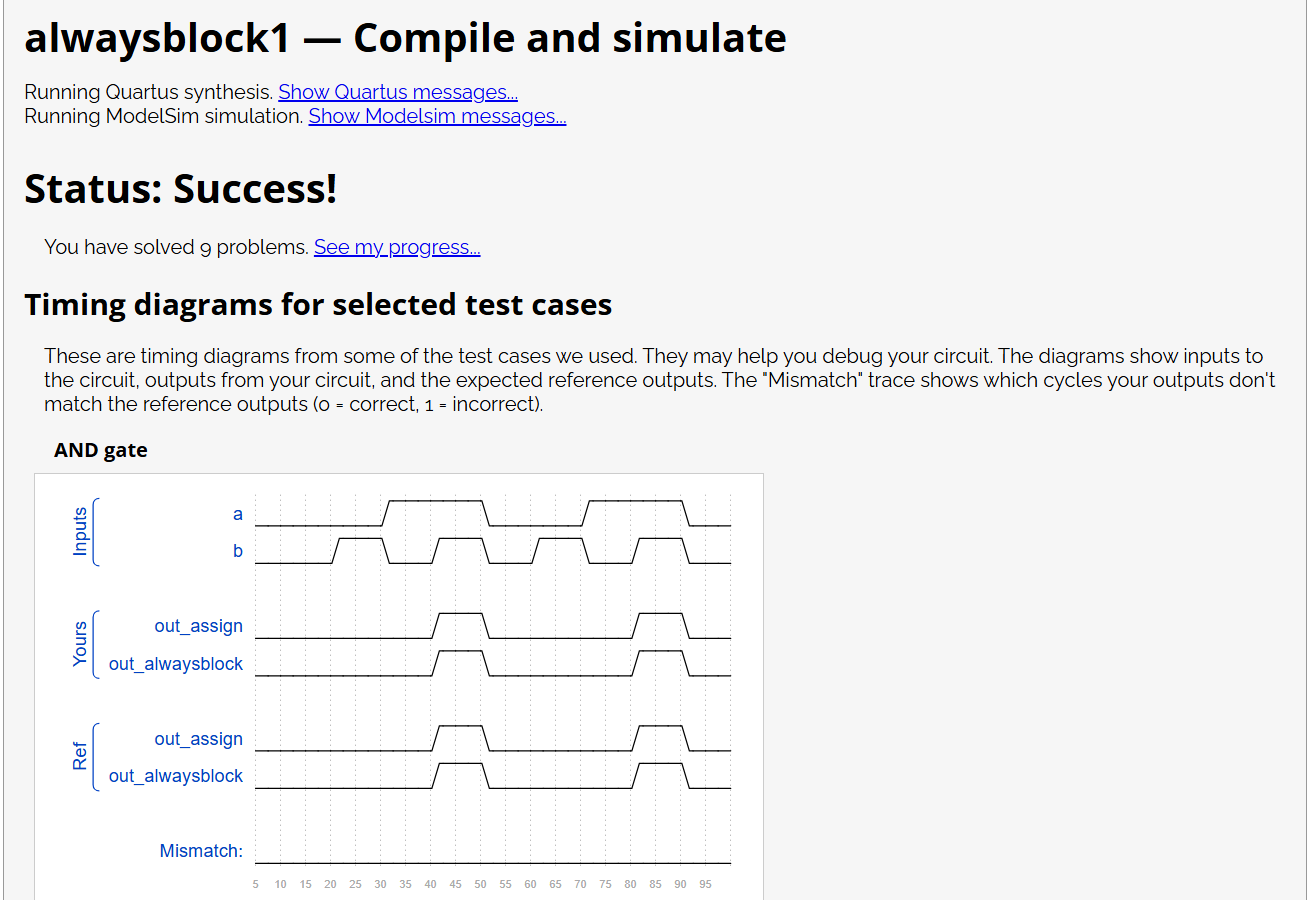 alwaysblock1 — Compile and simulate
Running Quartus synthesis. Show Quartus messages...
Running ModelSim simulation. Show Modelsim messages...
Status: Success!
You have solved 9 problems. See my progress...
Timing diagrams for selected test cases
These are timing diagrams from some of the test cases we used. They may help you debug your circuit. The diagrams show inputs to
the circuit, outputs from your circuit, and the expected reference outputs. The "Mismatch" trace shows which cycles your outputs don't
match the reference outputs (0 = correct, 1 = incorrect).
AND gate
Inputs
a
b
Yours
out_assign
out_alwaysblock
Ref
out_assign
out_alwaysblock
Mismatch:
5 10 15 20 25 30 35 40 45 50 55 60 65 70 75 80 85 90 95